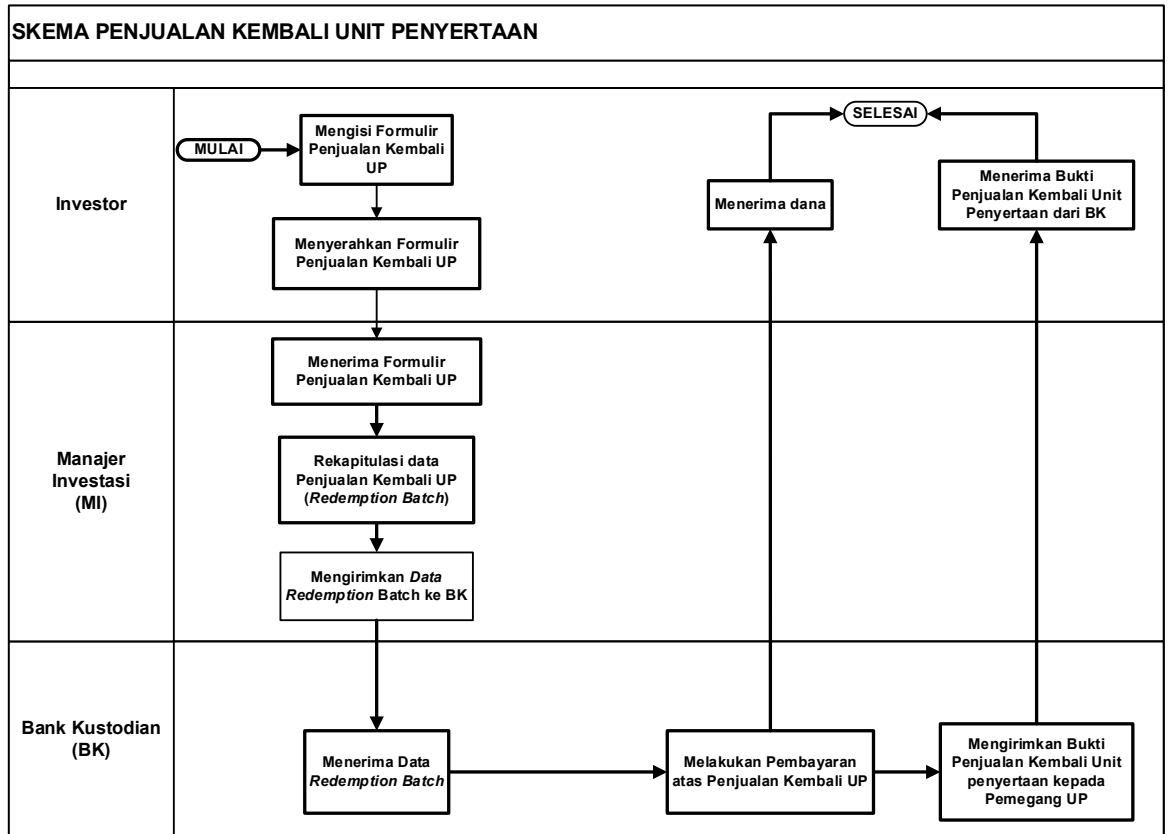 SKEMA PENJUALAN KEMBALI UNIT PENYERTAAN
Investor
MULAI
Mengisi Formulir
Penjualan Kembali
UP
Menyerahkan Formulir
Penjualan Kembali UP
SELESAI
Menerima dana
Menerima Bukti
Penjualan Kembali Unit
Penyertaan dari BK
Manajer
Investasi
(MI)
Menerima Formulir
Penjualan Kembali UP
Rekapitulasi data
Penjualan Kembali UP
(Redemption Batch)
Mengirimkan Data
Redemption Batch ke BK
Bank Kustodian
(BK)
Menerima Data
Redemption Batch
Melakukan Pembayaran
atas Penjualan Kembali UP
Mengirimkan Bukti
Penjualan Kembali Unit
penyertaan kepada
Pemegang UP